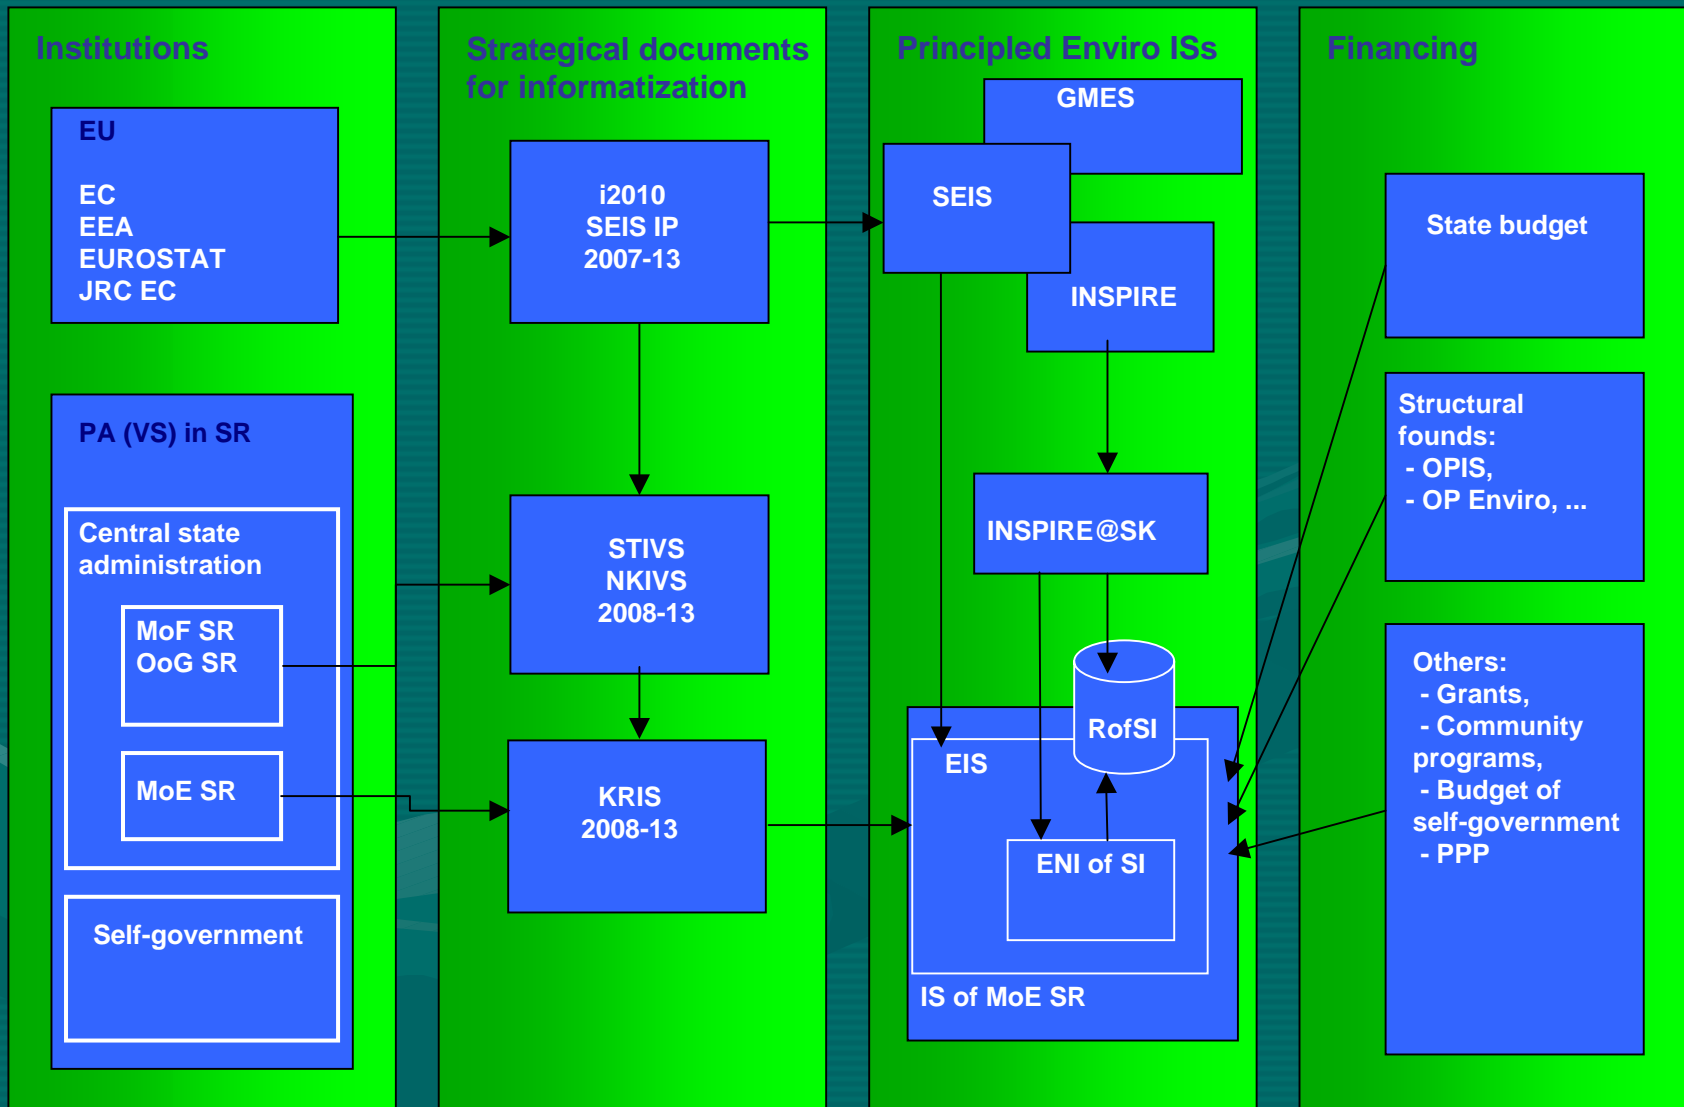 Institutions
EU
EC
EEA
EUROSTAT
JRC EC
PA (VS) in SR
Central state
administration
MoF SR
OoG SR
MoE SR
Self-government
Strategical documents
for informatization
i2010
SEIS IP
2007-13
STIVS
NKIVS
2008-13
KRIS
2008-13
Principled Enviro ISs
GMES
SEIS
INSPIRE
INSPIRE@SK
RofSI
EIS
ENI of SI
IS of MoE SR
Financing
State budget
Structural
founds:
- OPIS,
- OP Enviro, ...
Others:
- Grants,
- Community
programs,
- Budget of
self-government
- PPP